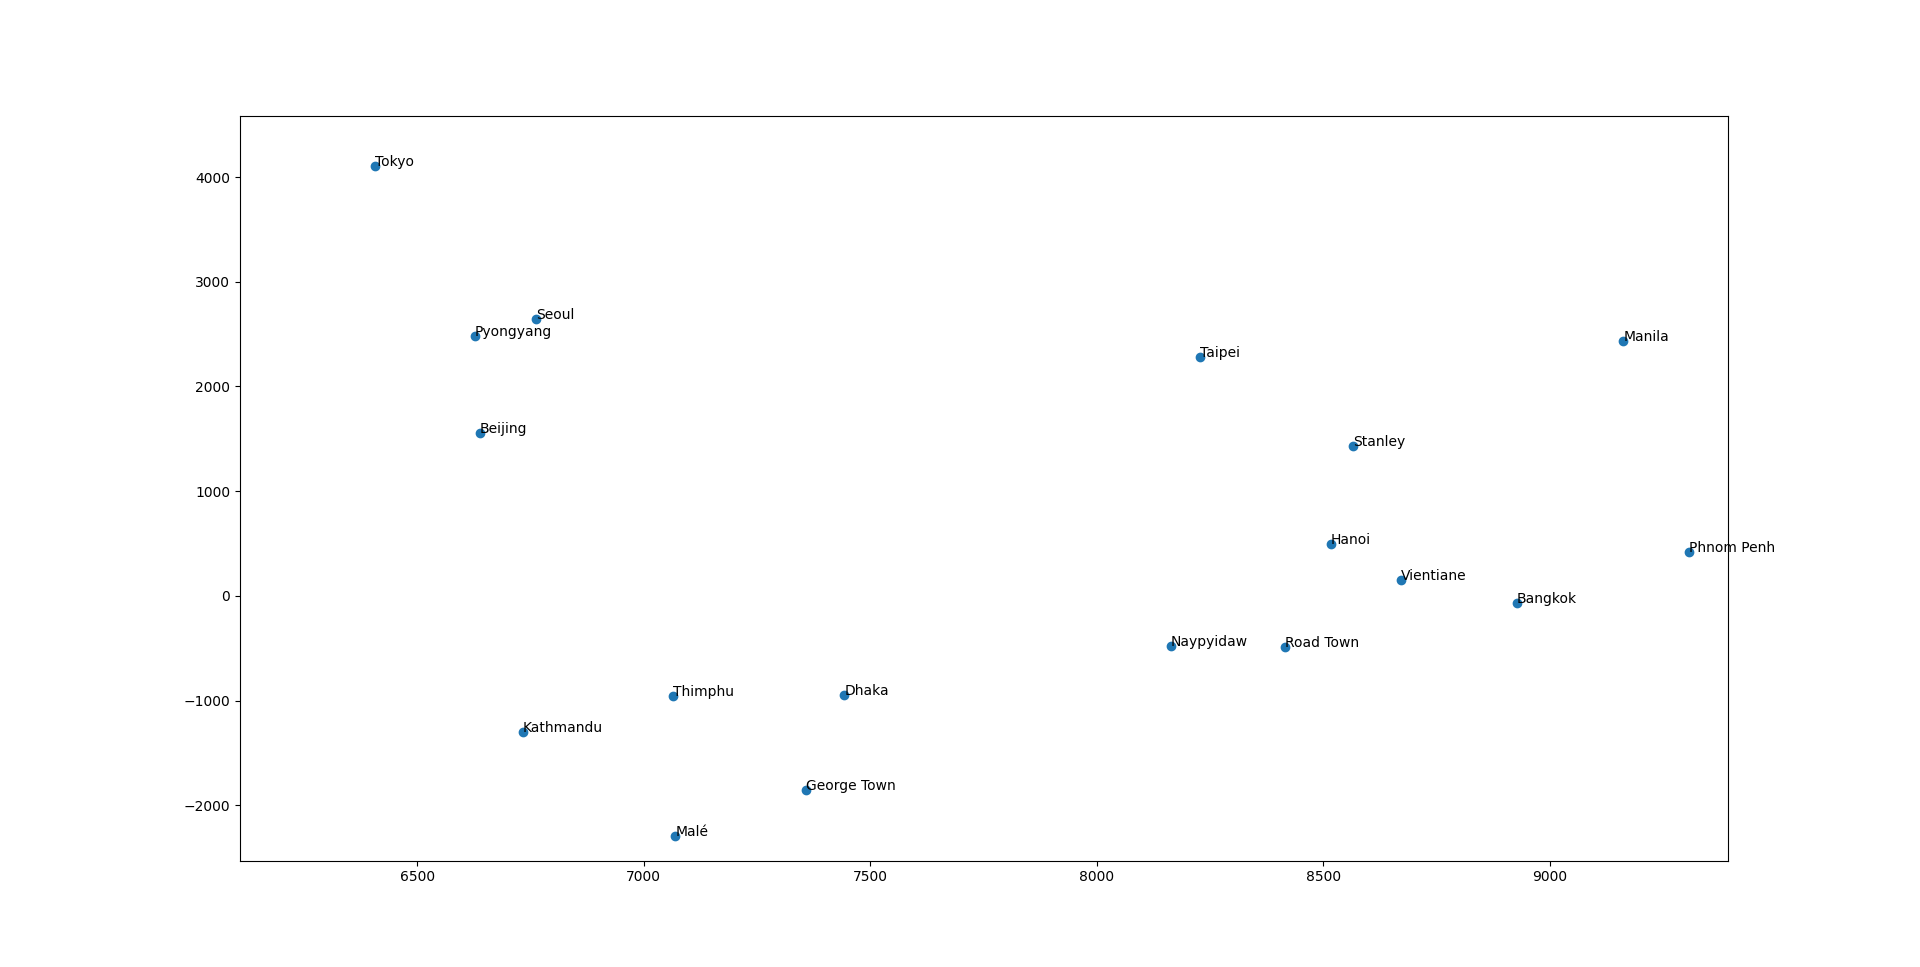 Tokyo
4000
3000
Seoul
Pyongyang
Manila
Taipei
2000
Beijing
Stanley
1000
Hanoi
Phnom Penh
Vientiane
0
Bangkok
Naypyidaw
Road Town
Thimphu
Dhaka
−1000
Kathmandu
George Town
−2000
Malé
6500 7000 7500 8000 8500 9000